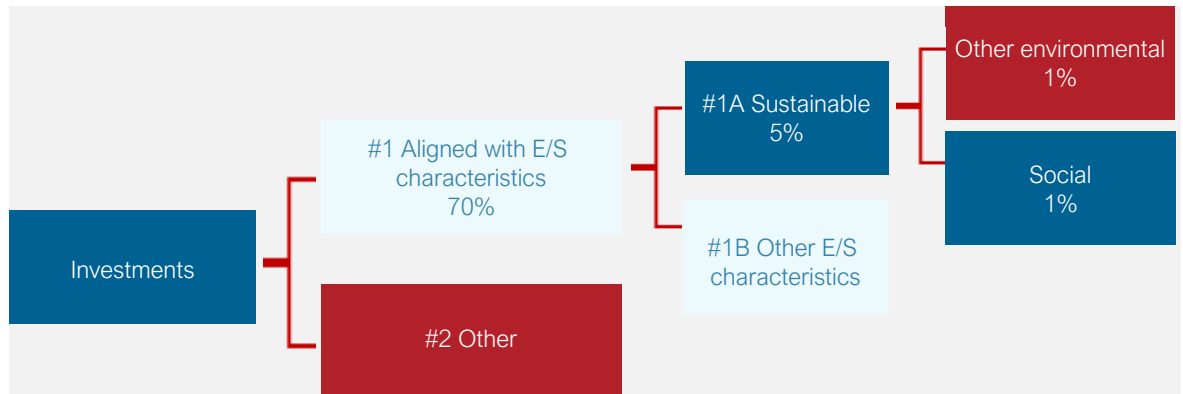 Investments
#1 Aligned with E/S
characteristics
70%
#2 Other
#1A Sustainable
5%
#1B Other E/S
characteristics
Other environmental
1%
Social
1%